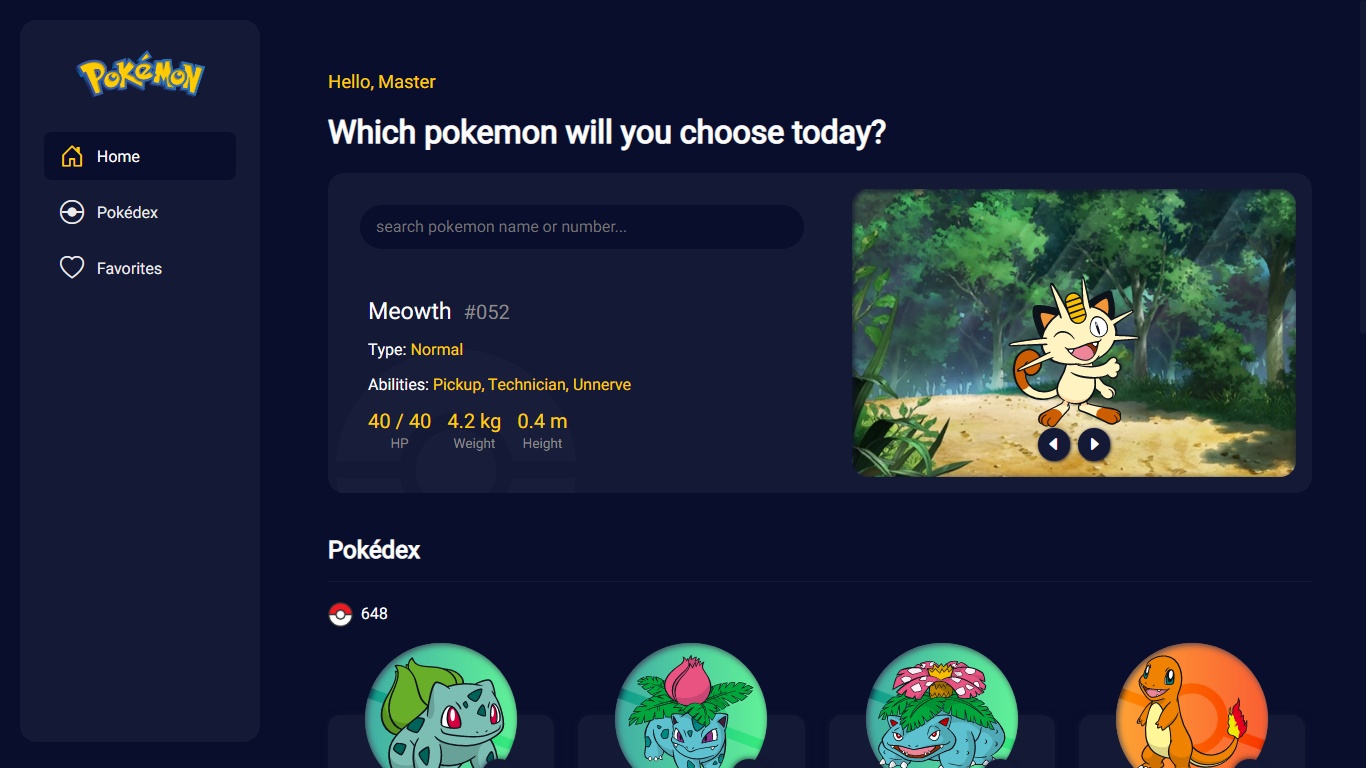 Pokémon
Home
Pokédex
Favorites
Hello, Master
Which pokemon will you choose today?
search pokemon name or number...
Meowth #052
Type: Normal
Abilities: Pickup, Technician, Unnerve
40 / 40 4.2 kg 0.4 m
HP Weight Height
Pokédex
648